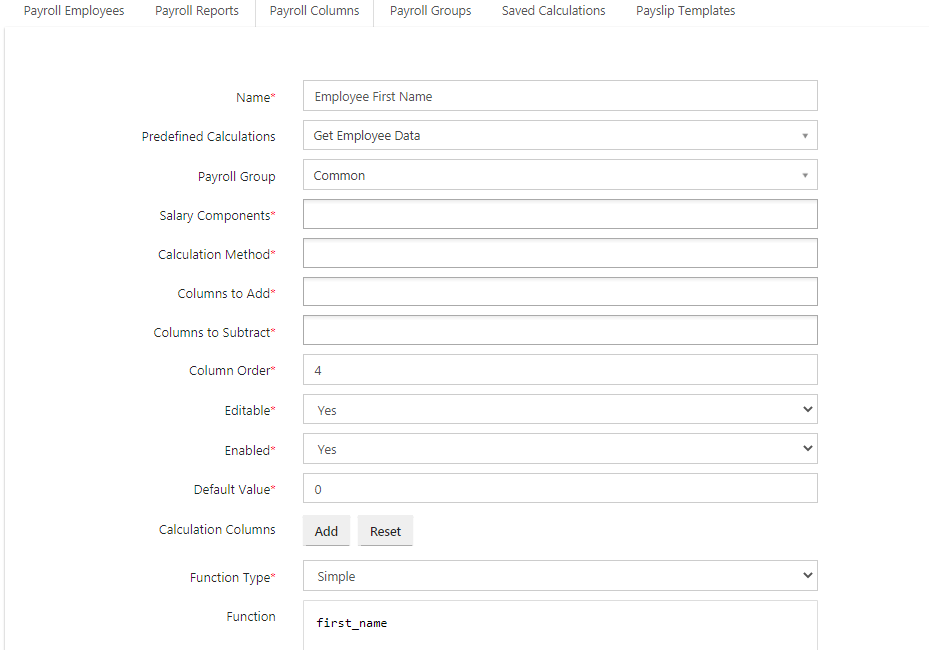 Payroll Employees Payroll Reports Payroll Columns Payroll Groups Saved Calculations Payslip Templates
Name* Employee First Name
Predefined Calculations Get Employee Data
Payroll Group Common
Salary Components*
Calculation Method*
Columns to Add*
Columns to Subtract*
Column Order* 4
Editable* Yes
Enabled* Yes
Default Value* 0
Calculation Columns Add Reset
Function Type* Simple
Function first_name